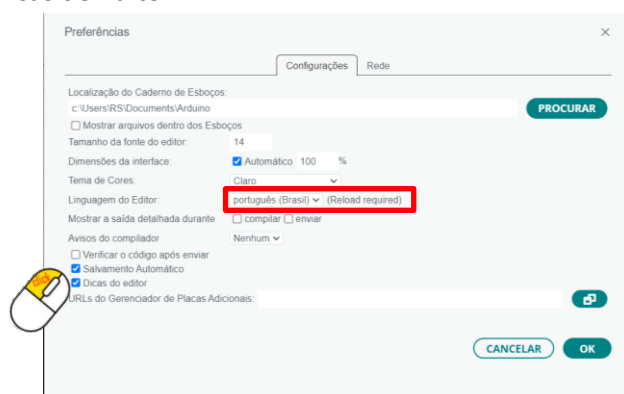 Preferências
Configurações Rede
Localização do Caderno de Esboços:
c:\Users\RS\Documents\Arduino PROCURAR
Mostrar arquivos dentro dos Esboços
Tamanho da fonte do editor: 14
Dimensões da interface: Automático 100 %
Tema de Cores: Claro
Linguagem do Editor: português (Brasil) (Reload required)
Mostrar a saída detalhada durante compilar enviar
Avisos do compilador Nenhum
Verificar o código após enviar
Salvamento Automático
Dicas do editor
URLs do Gerenciador de Placas Adicionais:
CANCELAR OK